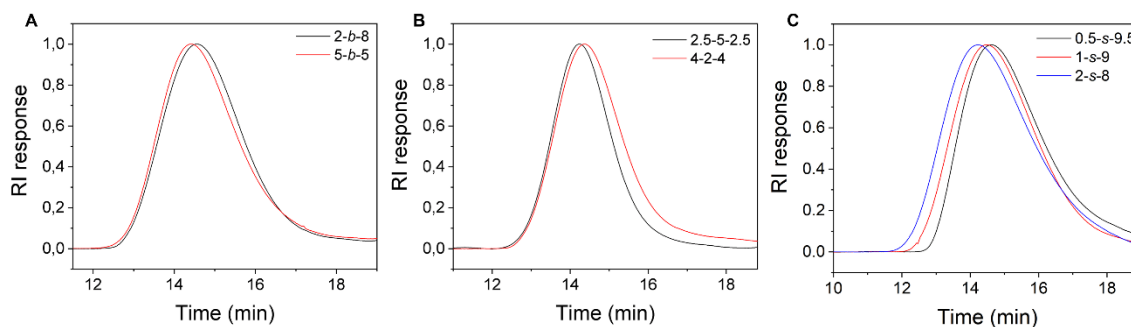 A
2-b-8
5-b-5
1,0
0,8
0,6
0,4
0,2
0,0
RI response
12 14 16 18
Time (min)
B
2.5-5-2.5
4-2-4
1,0
0,8
0,6
0,4
0,2
0,0
RI response
12 14 16 18
Time (min)
C
0.5-s-9.5
1-s-9
2-s-8
1,0
0,8
0,6
0,4
0,2
0,0
RI response
10 12 14 16 18
Time (min)